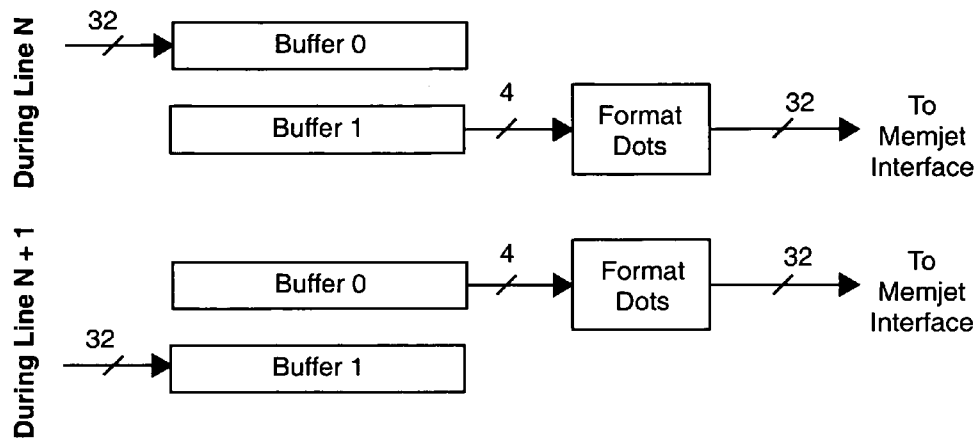 During Line N
32
Buffer 0
Buffer 1
4
Format
Dots
32
To
Memjet
Interface
During Line N + 1
Buffer 0
4
Format
Dots
32
To
Memjet
Interface
32
Buffer 1